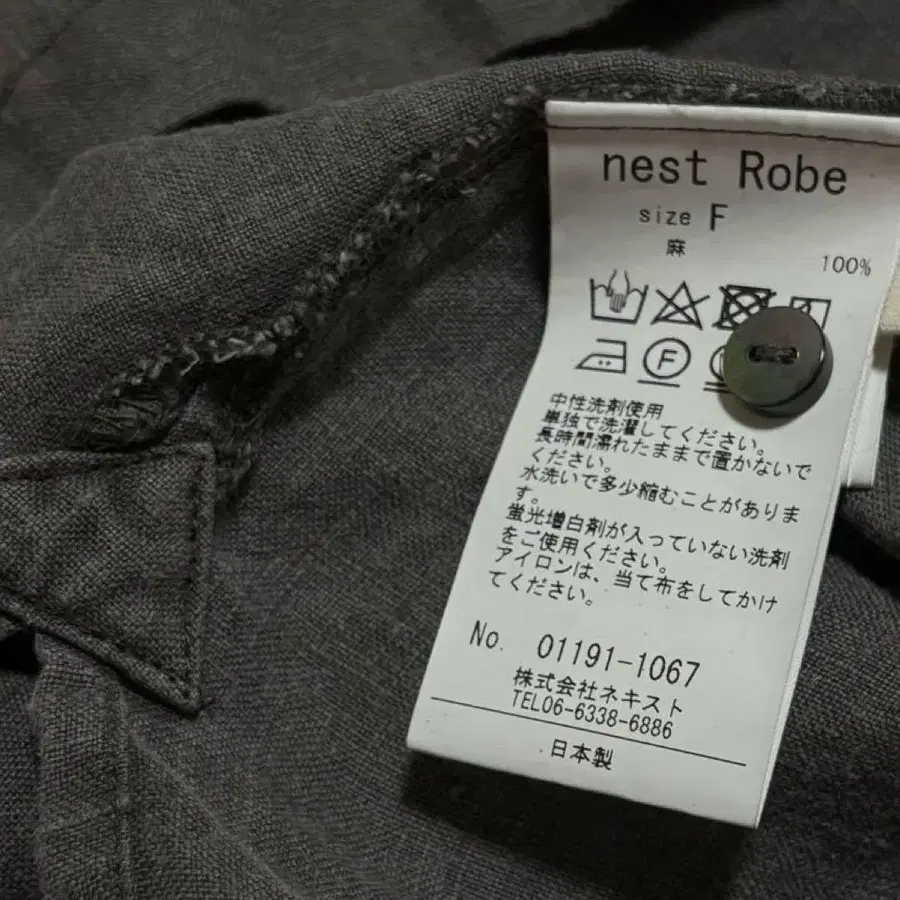 nest Robe
size F
麻
100%
F
中性洗剤使用
単独で洗濯してください。
長時間濡れたままで置かないで
ください。
水洗いで多少縮むことがありま
す。
蛍光増白剤が入っていない洗剤
をご使用ください。
アイロンは、当て布をしてかけ
てください。
No. 01191-1067
株式会社ネキスト
TEL06-6338-6886
日本製